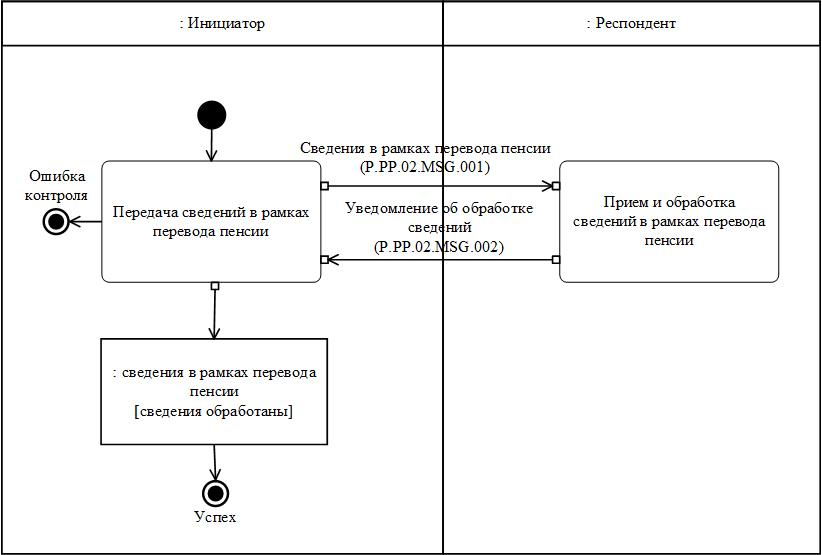 : Инициатор
: Респондент
Сведения в рамках перевода пенсии
(P.PP.02.MSG.001)
Ошибка
контроля
Передача сведений в рамках
перевода пенсии
Уведомление об обработке
сведений
(P.PP.02.MSG.002)
Прием и обработка
сведений в рамках перевода
пенсии
: сведения в рамках перевода
пенсии
[сведения обработаны]
Успех